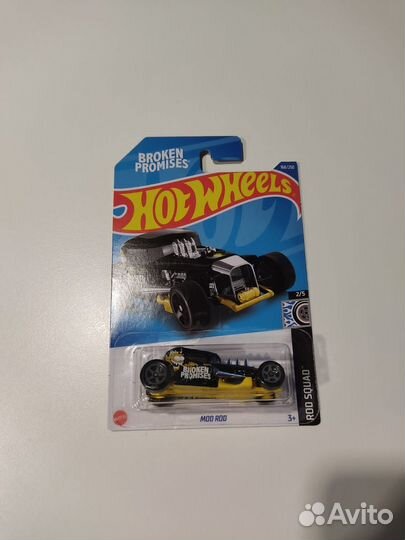 BROKEN
PROMISES
HOT WHEELS
2/5
BROKEN
PROMISES
ROD SQUAD
MOD ROD
3+
Avito